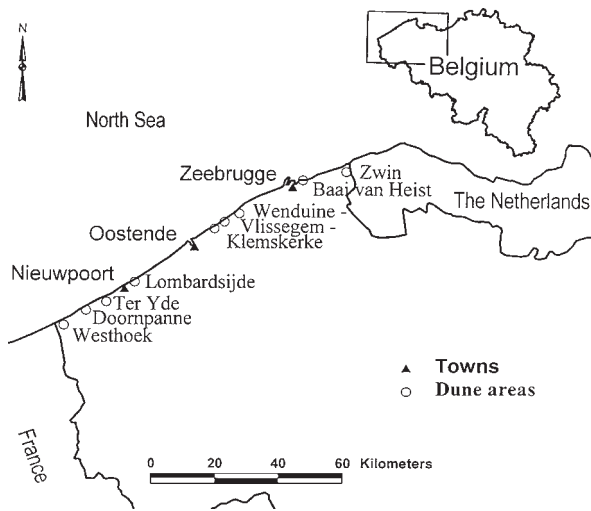 N
Belgium
North Sea
Zeebrugge
Zwin
Baai van Heist
The Netherlands
Wenduine -
Vlissegem -
Klemskerke
Oostende
Nieuwpoort
Lombardsijde
Ter Yde
Doornpanne
Westhoek
Towns
Dune areas
France
0 20 40 60 Kilometers